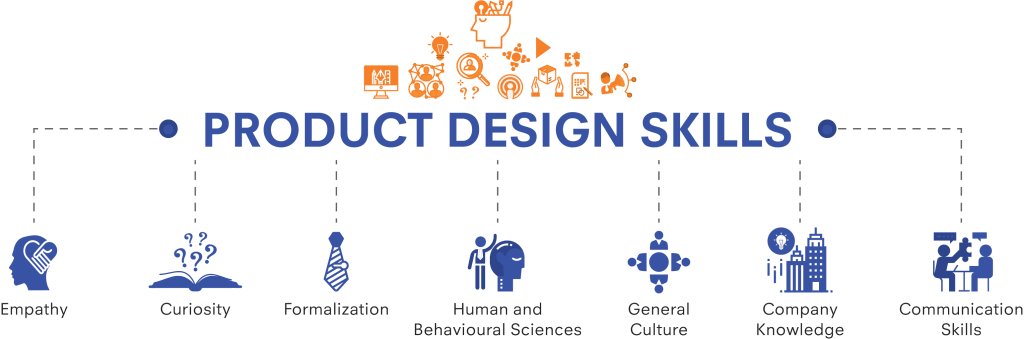 PRODUCT DESIGN SKILLS
Empathy
Curiosity
Formalization
Human and
Behavioural Sciences
General
Culture
Company
Knowledge
Communication
Skills